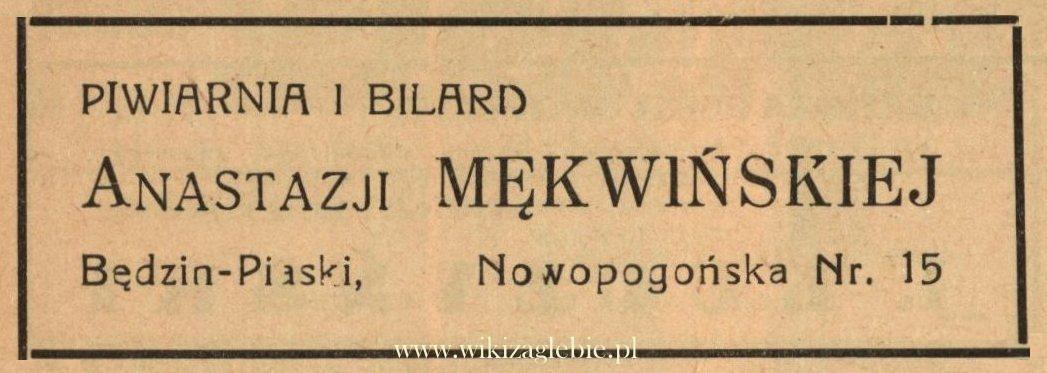 PIWIARNIA I BILARD
ANASTAZJI MĘKWIŃSKIEJ
Będzin-Piaski, Nowopogońska Nr. 15
www.wikizaglebie.pl